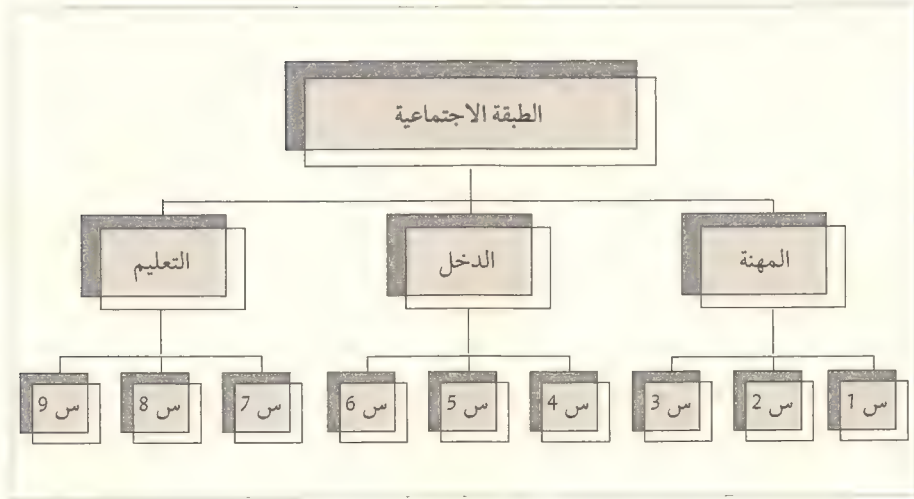 الطبقة الاجتماعية
المهنة
الدخل
التعليم
س 1
س 2
س 3
س 4
س 5
س 6
س 7
س 8
س 9